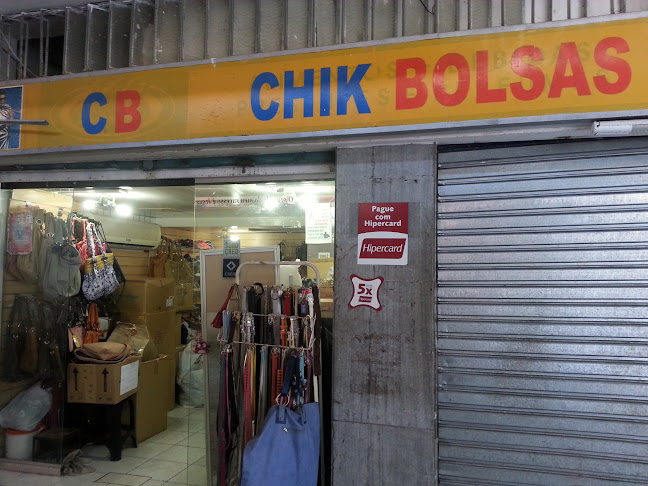 CB
CHIK BOLSAS
Pague
com
Hipercard
Hipercard
5x